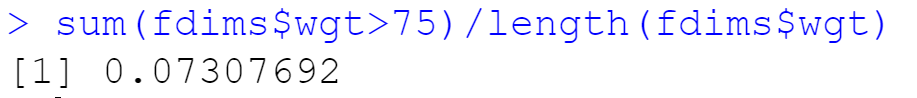 > sum(fdims$wgt>75)/length(fdims$wgt)
[1] 0.07307692